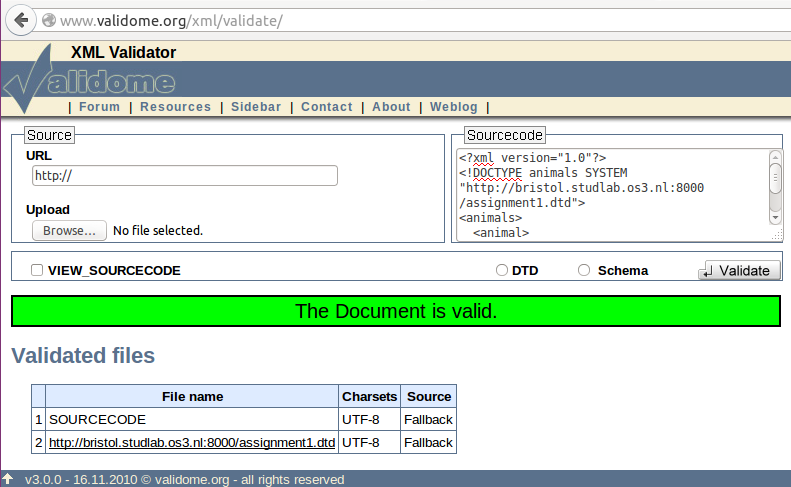 www.validome.org/xml/validate/
XML Validator
Validome
| Forum | Resources | Sidebar | Contact | About | Weblog |
Source
URL
http://
Upload
Browse... No file selected.
Sourcecode
<?xml version="1.0"?>
<!DOCTYPE animals SYSTEM
"http://bristol.studlab.os3.nl:8000
/assignment1.dtd">
<animals>
<animal>
VIEW_SOURCECODE DTD Schema Validate
The Document is valid.
Validated files
File name Charsets Source
1 SOURCECODE UTF-8 Fallback
2 http://bristol.studlab.os3.nl:8000/assignment1.dtd UTF-8 Fallback
v3.0.0 - 16.11.2010 © validome.org - all rights reserved